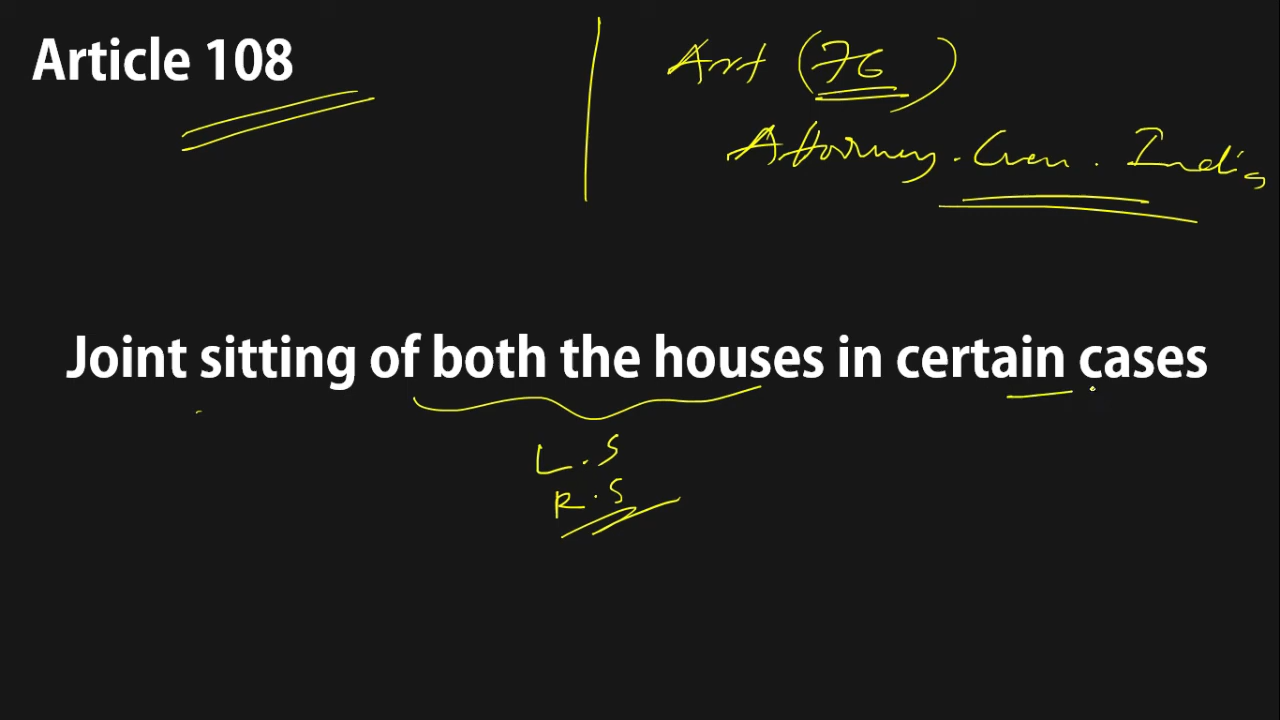 Article 108
Art (76)
Attorney. Gen. India
Joint sitting of both the houses in certain cases
L.S
R.S